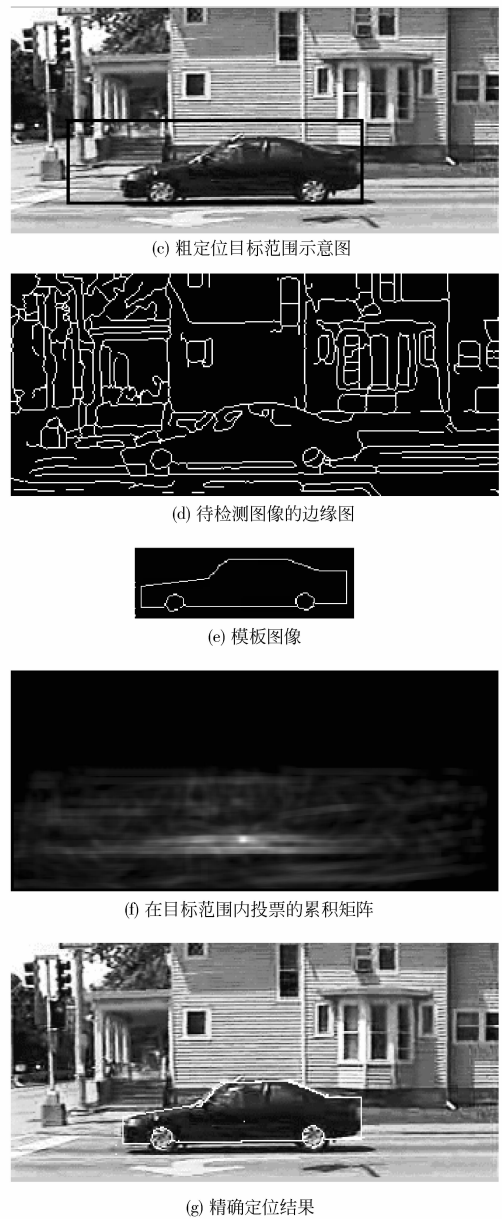 (c) 粗定位目标范围示意图
(d) 待检测图像的边缘图
(e) 模板图像
(f) 在目标范围内投票的累积矩阵
(g) 精确定位结果